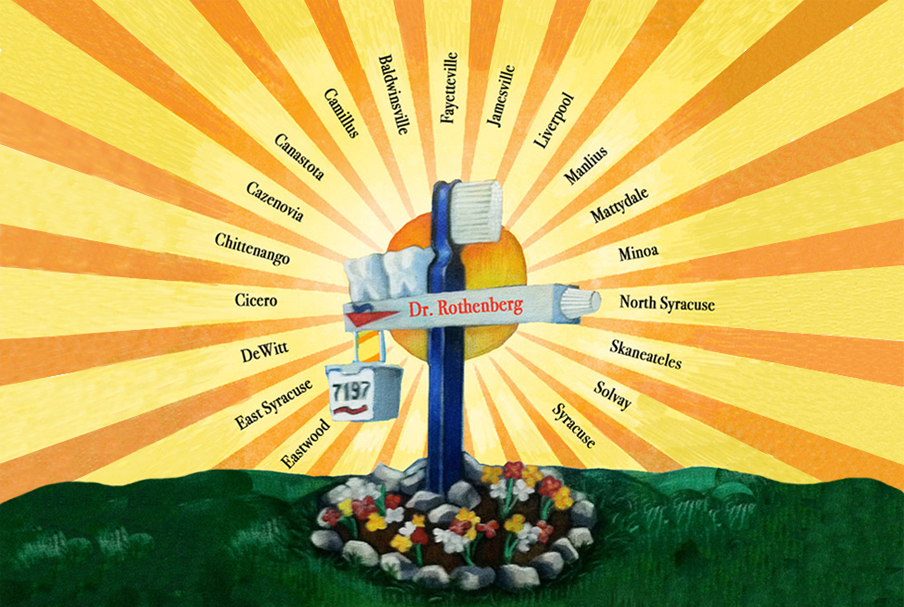 Eastwood
East Syracuse
DeWitt
Cicero
Chittenango
Cazenovia
Canastota
Camillus
Baldwinsville
Fayetteville
Jamesville
Liverpool
Manlius
Mattydale
Minoa
North Syracuse
Skaneateles
Solvay
Syracuse
Dr. Rothenberg
7197